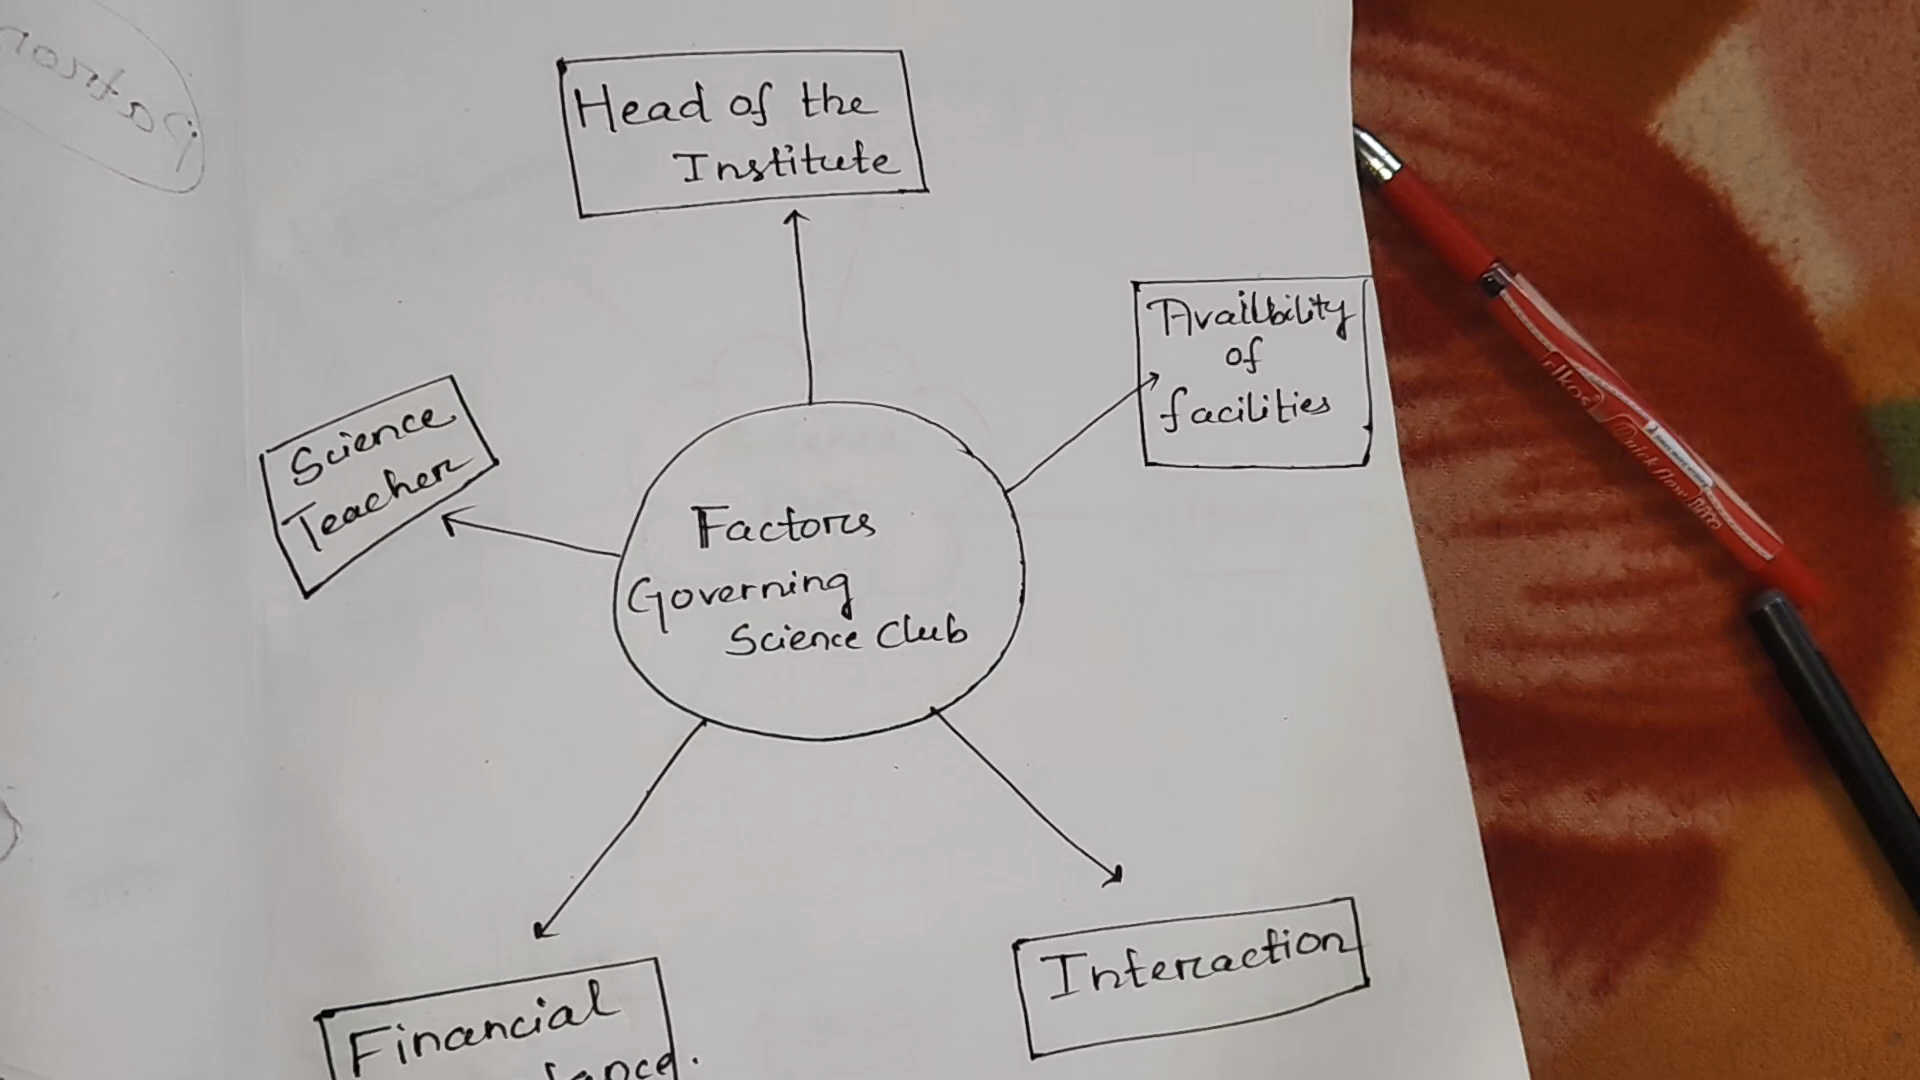 Head of the
Institute
Availbility
of
facilities
Science
Teacher
Factors
Governing
Science Club
Interaction
Financial